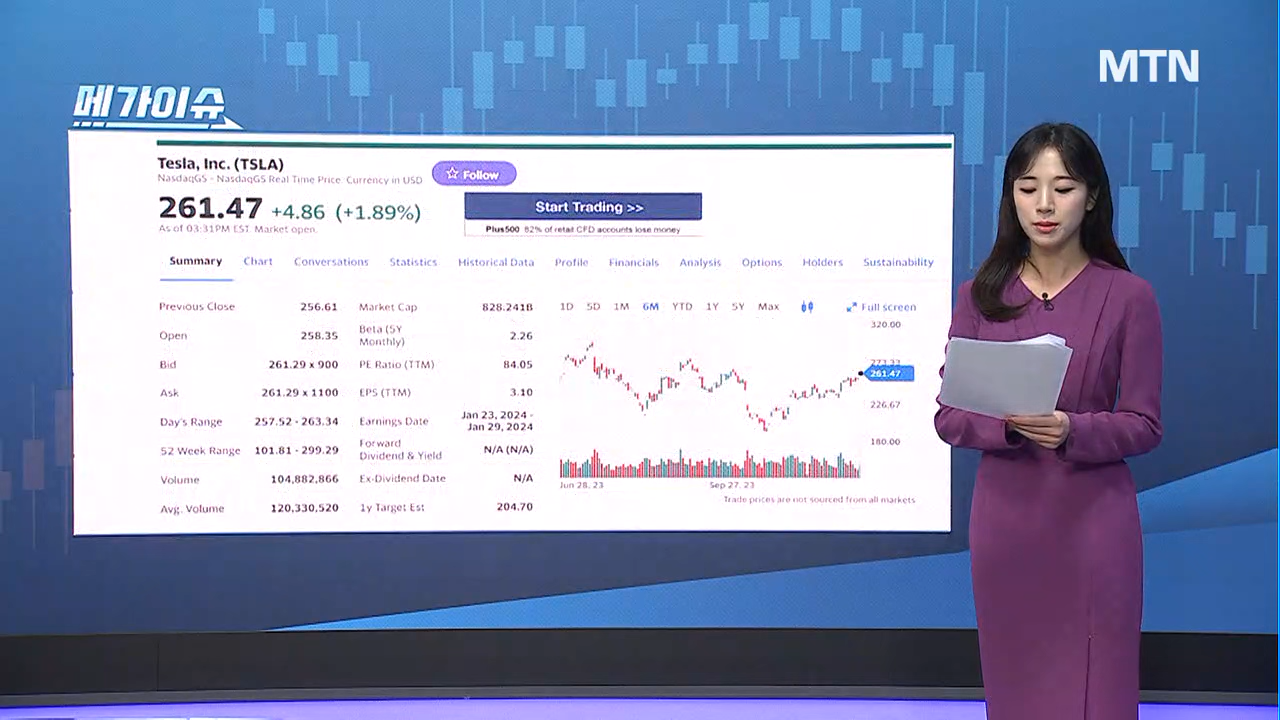 MTN
메가이슈
Tesla, Inc. (TSLA)
NasdaqGS - NasdaqGS Real Time Price. Currency in USD
Follow
261.47 +4.86 (+1.89%)
As of 03:31PM EST. Market open.
Start Trading >>
Plus500 82% of retail CFD accounts lose money
Summary Chart Conversations Statistics Historical Data Profile Financials Analysis Options Holders Sustainability
Previous Close 256.61
Open 258.35
Bid 261.29 x 900
Ask 261.29 x 1100
Day's Range 257.52 - 263.34
52 Week Range 101.81 - 299.29
Volume 104,882,866
Avg. Volume 120,330,520
Market Cap 828.241B
Beta (5Y
Monthly) 2.26
PE Ratio (TTM) 84.05
EPS (TTM) 3.10
Earnings Date Jan 23, 2024 -
Jan 29, 2024
Forward
Dividend & Yield N/A (N/A)
Ex-Dividend Date N/A
1y Target Est 204.70
1D 5D 1M 6M YTD 1Y 5Y Max Full screen
320.00
273.33
261.47
226.67
180.00
Jun 28, 23 Sep 27, 23
Trade prices are not sourced from all markets